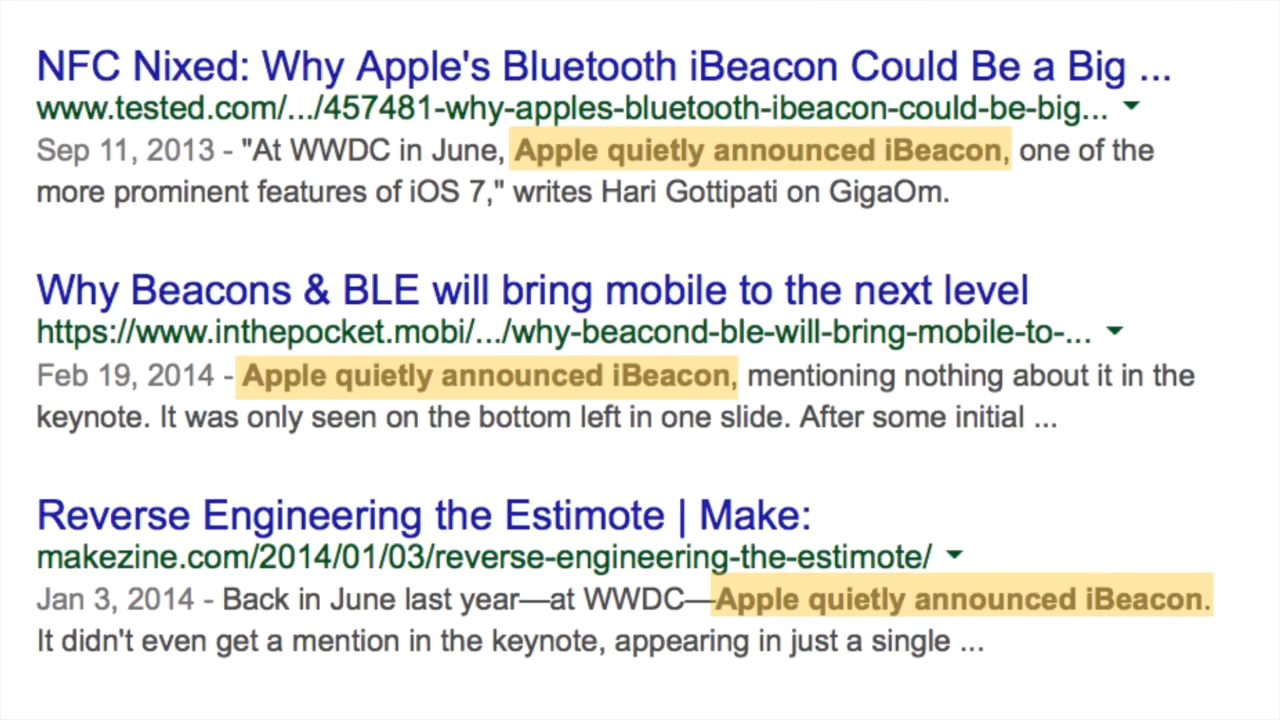 NFC Nixed: Why Apple's Bluetooth iBeacon Could Be a Big ...
www.tested.com/.../457481-why-apples-bluetooth-ibeacon-could-be-big...
Sep 11, 2013 - "At WWDC in June, Apple quietly announced iBeacon, one of the
more prominent features of iOS 7," writes Hari Gottipati on GigaOm.
Why Beacons & BLE will bring mobile to the next level
https://www.inthepocket.mobi/.../why-beacond-ble-will-bring-mobile-to-...
Feb 19, 2014 - Apple quietly announced iBeacon, mentioning nothing about it in the
keynote. It was only seen on the bottom left in one slide. After some initial ...
Reverse Engineering the Estimote | Make:
makezine.com/2014/01/03/reverse-engineering-the-estimote/
Jan 3, 2014 - Back in June last year—at WWDC—Apple quietly announced iBeacon.
It didn't even get a mention in the keynote, appearing in just a single ...